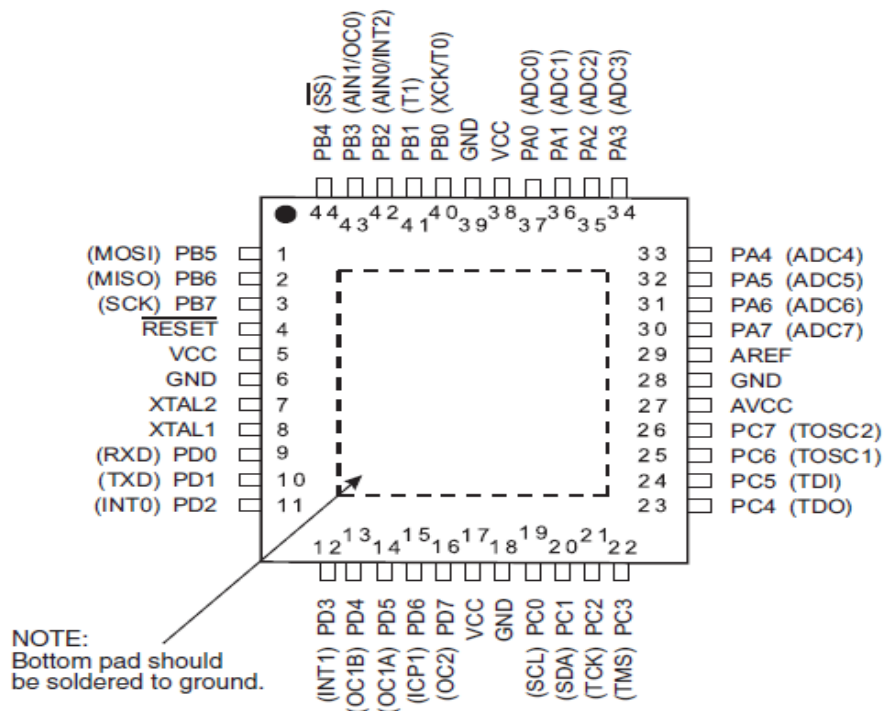 PB4 (SS)
PB3 (AIN1/OC0)
PB2 (AIN0/INT2)
PB1 (T1)
PB0 (XCK/T0)
GND
VCC
PA0 (ADC0)
PA1 (ADC1)
PA2 (ADC2)
PA3 (ADC3)
44 43 42 41 40 39 38 37 36 35 34
(MOSI) PB5 1
(MISO) PB6 2
(SCK) PB7 3
RESET 4
VCC 5
GND 6
XTAL2 7
XTAL1 8
(RXD) PD0 9
(TXD) PD1 10
(INT0) PD2 11
33 PA4 (ADC4)
32 PA5 (ADC5)
31 PA6 (ADC6)
30 PA7 (ADC7)
29 AREF
28 GND
27 AVCC
26 PC7 (TOSC2)
25 PC6 (TOSC1)
24 PC5 (TDI)
23 PC4 (TDO)
12 13 14 15 16 17 18 19 20 21 22
(INT1) PD3
(OC1B) PD4
(OC1A) PD5
(ICP1) PD6
(OC2) PD7
VCC
GND
(SCL) PC0
(SDA) PC1
(TCK) PC2
(TMS) PC3
NOTE:
Bottom pad should
be soldered to ground.